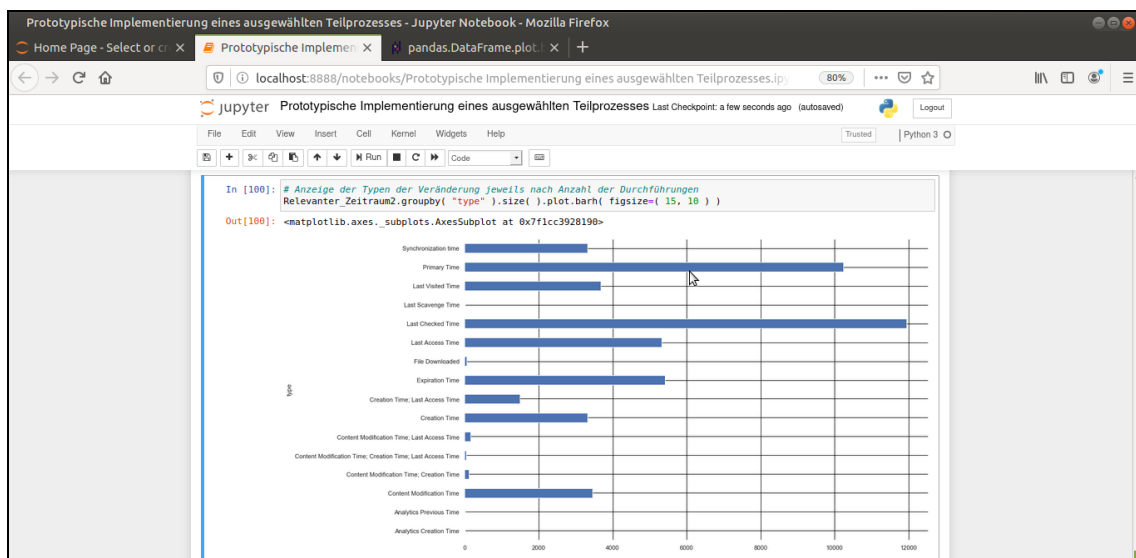 Prototypische Implementierung eines ausgewählten Teilprozesses - Jupyter Notebook - Mozilla Firefox
Home Page - Select or cr
Prototypische Implemen
pandas.DataFrame.plot.
localhost:8888/notebooks/Prototypische Implementierung eines ausgewählten Teilprozesses.ipy
80%
jupyter Prototypische Implementierung eines ausgewählten Teilprozesses Last Checkpoint: a few seconds ago (autosaved)
Logout
File Edit View Insert Cell Kernel Widgets Help
Trusted
Python 3
Run
Code
In [100]: # Anzeige der Typen der Veränderung jeweils nach Anzahl der Durchführungen
Relevanter_Zeitraum2.groupby( "type" ).size( ).plot.barh( figsize=( 15, 10 ) )
Out[100]: <matplotlib.axes._subplots.AxesSubplot at 0x7f1cc3928190>
Synchronization time
Primary Time
Last Visited Time
Last Scavenge Time
Last Checked Time
Last Access Time
File Downloaded
Expiration Time
type
Creation Time; Last Access Time
Creation Time
Content Modification Time; Last Access Time
Content Modification Time; Creation Time; Last Access Time
Content Modification Time; Creation Time
Content Modification Time
Analytics Previous Time
Analytics Creation Time
0 2000 4000 6000 8000 10000 12000